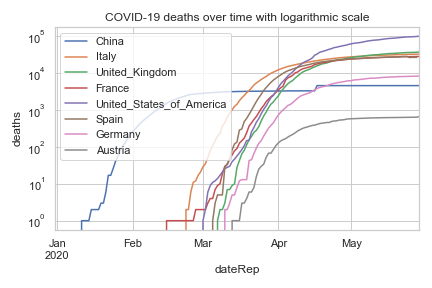 COVID-19 deaths over time with logarithmic scale
10^5
10^4
10^3
10^2
10^1
10^0
deaths
China
Italy
United_Kingdom
France
United_States_of_America
Spain
Germany
Austria
Jan
2020
Feb
Mar
Apr
May
dateRep